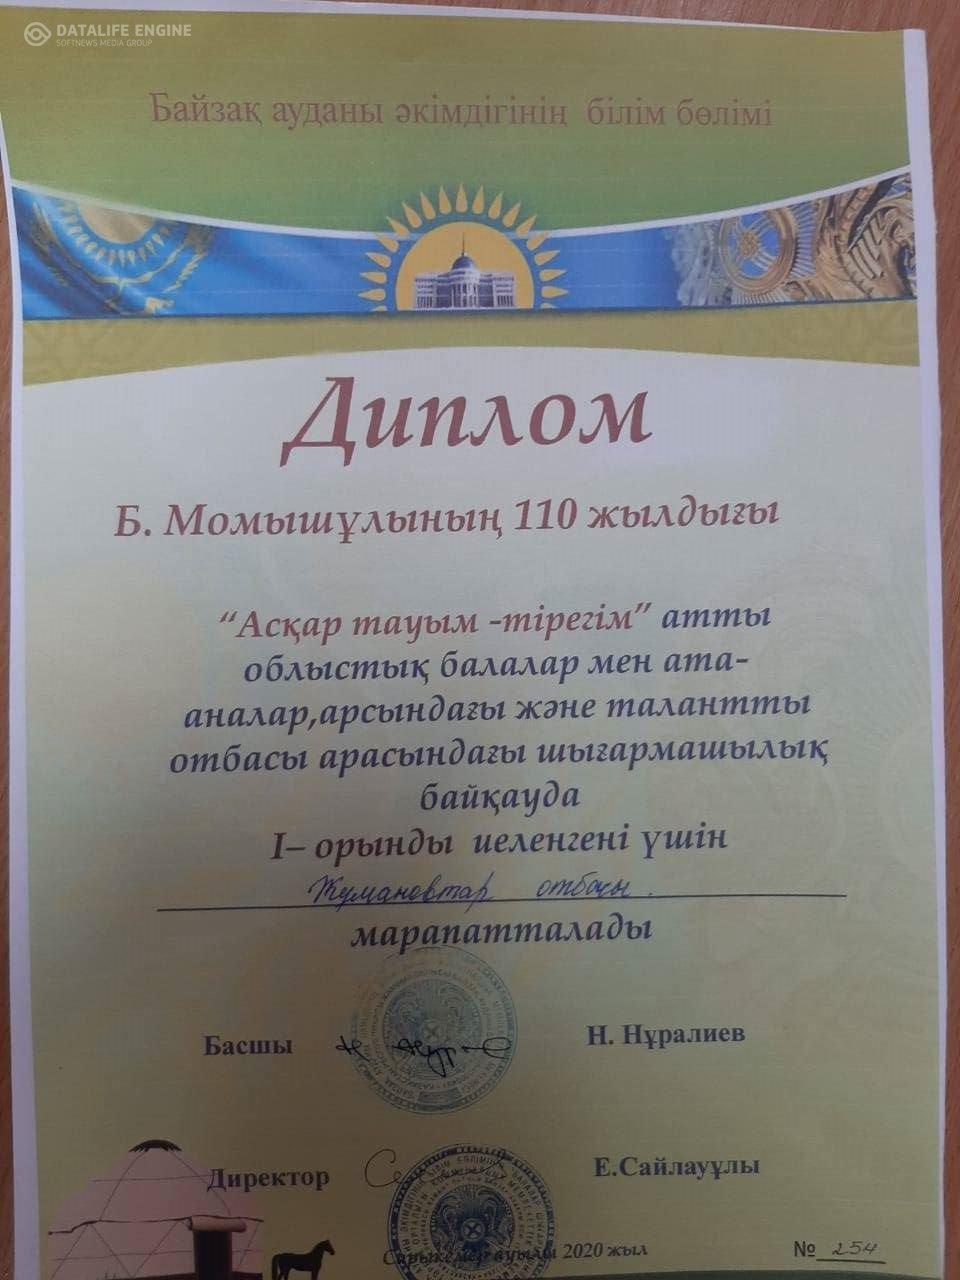 DATALIFE ENGINE
SOFTNEWS MEDIA GROUP
Байзақ ауданы әкімдігінің білім бөлімі
Диплом
Б. Момышұлының 110 жылдығы
“Асқар тауым -тірегім” атты
облыстық балалар мен ата-
аналар,арсындағы және талантты
отбасы арасындағы шығармашылық
байқауда
І– орынды иеленгені үшін
Жумановтар отбасы.
марапатталады
Басшы Н. Нұралиев
Директор Е.Сайлауұлы
Сарыкемер ауылы 2020 жыл
№ 254